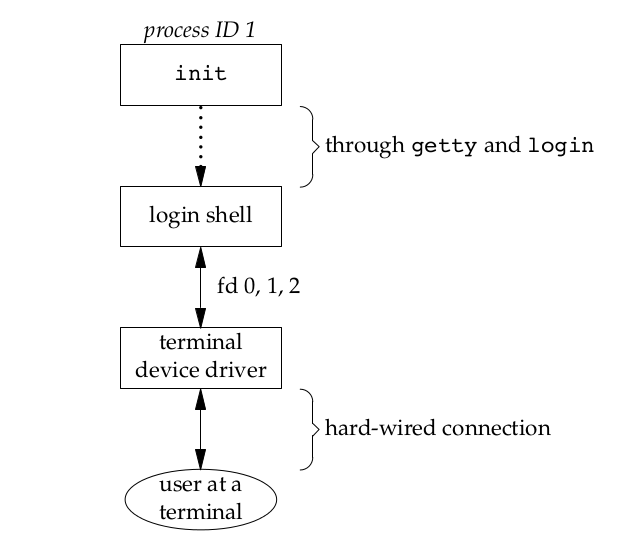 process ID 1
init
through getty and login
login shell
fd 0, 1, 2
terminal
device driver
hard-wired connection
user at a
terminal